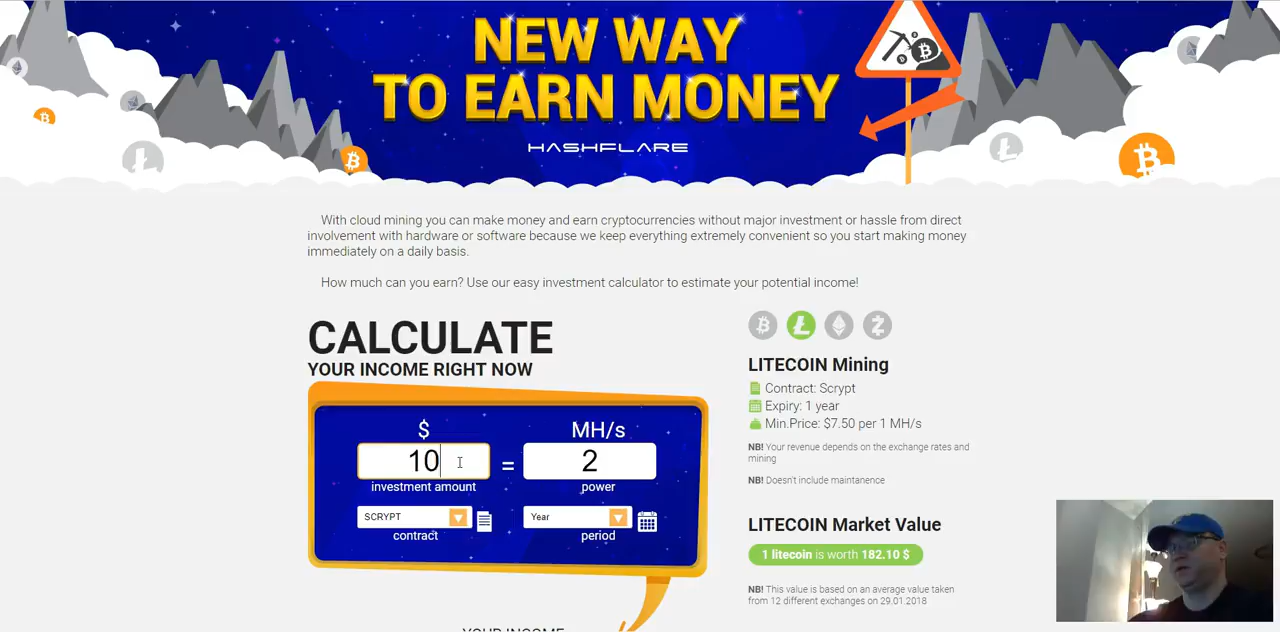 NEW WAY
TO EARN MONEY
HASHFLARE
With cloud mining you can make money and earn cryptocurrencies without major investment or hassle from direct
involvement with hardware or software because we keep everything extremely convenient so you start making money
immediately on a daily basis.
How much can you earn? Use our easy investment calculator to estimate your potential income!
CALCULATE
YOUR INCOME RIGHT NOW
$
MH/s
10
=
2
investment amount
power
SCRYPT
Year
contract
period
YOUR INCOME
LITECOIN Mining
Contract: Scrypt
Expiry: 1 year
Min.Price: $7.50 per 1 MH/s
NB! Your revenue depends on the exchange rates and
mining
NB! Doesn't include maintanence
LITECOIN Market Value
1 litecoin is worth 182.10 $
NB! This value is based on an average value taken
from 12 different exchanges on 29.01.2018